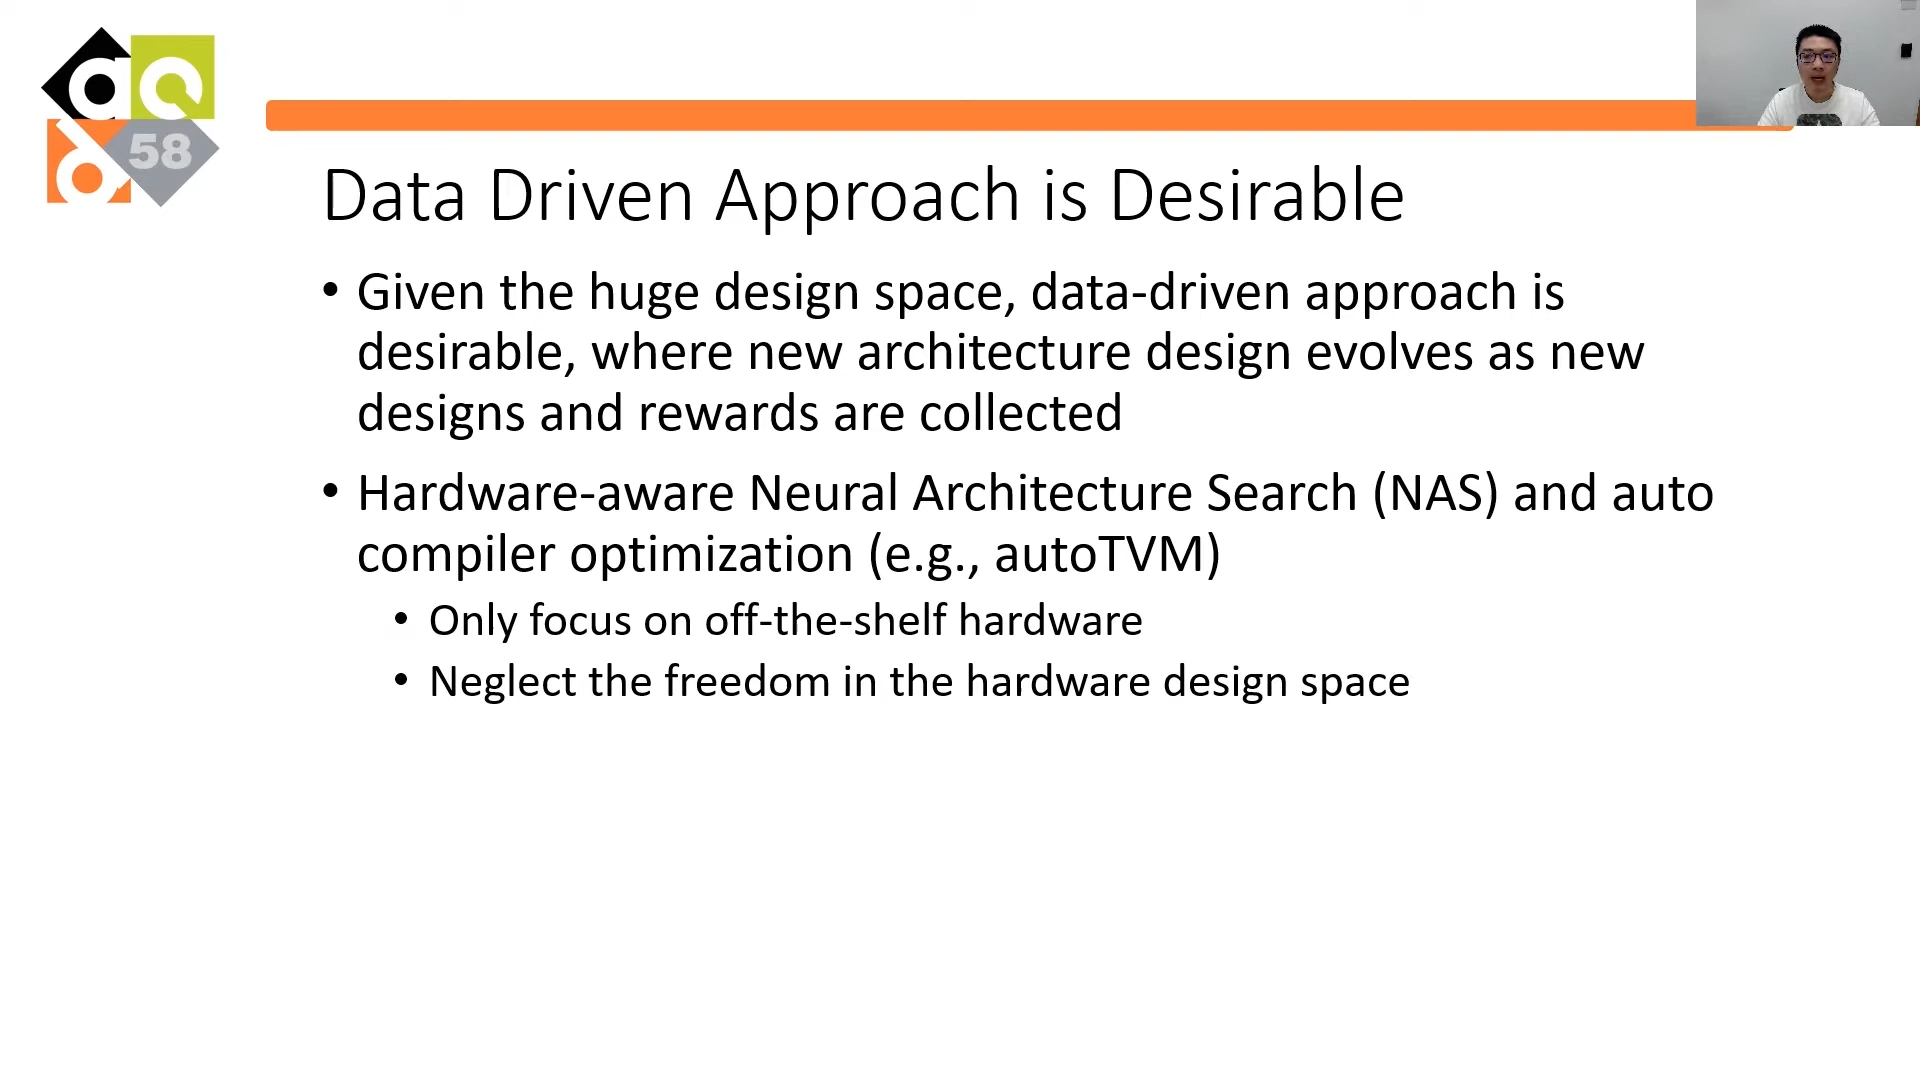 dac
58
Data Driven Approach is Desirable
• Given the huge design space, data-driven approach is
desirable, where new architecture design evolves as new
designs and rewards are collected
• Hardware-aware Neural Architecture Search (NAS) and auto
compiler optimization (e.g., autoTVM)
• Only focus on off-the-shelf hardware
• Neglect the freedom in the hardware design space